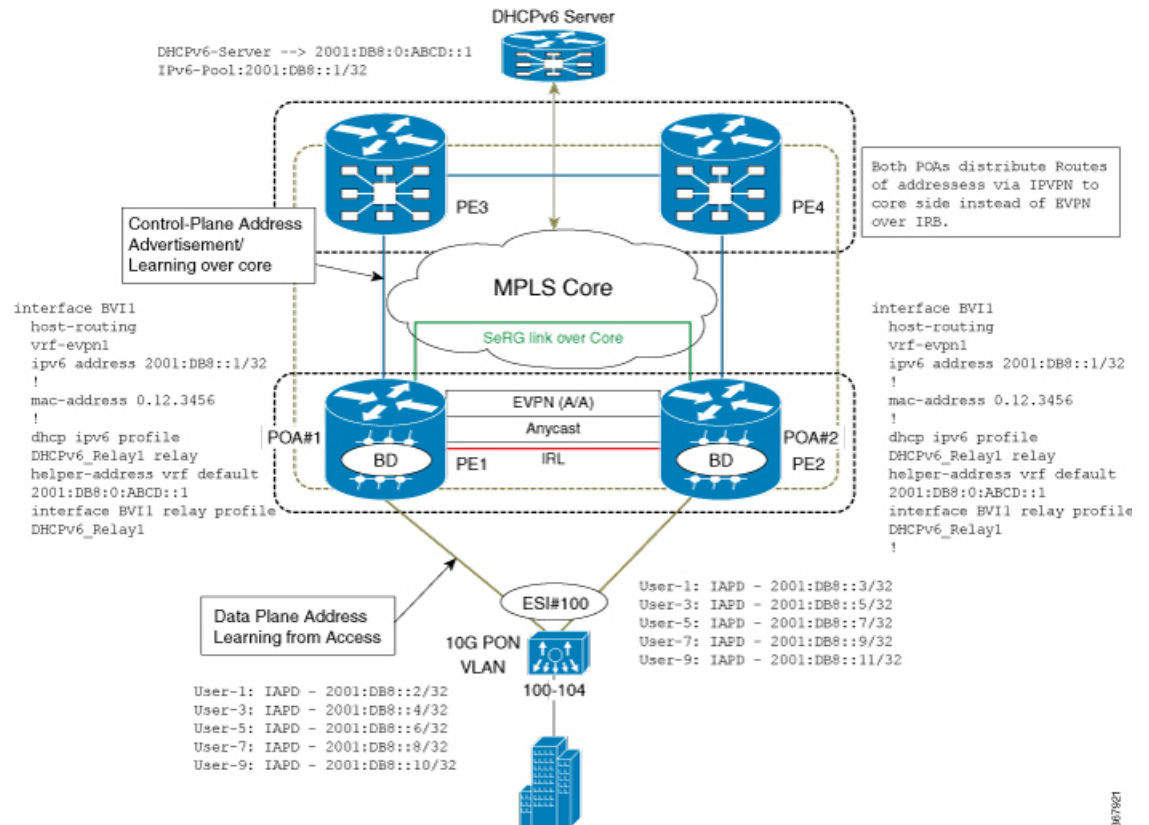 DHCPv6 Server
DHCPv6-Server --> 2001:DB8:0:ABCD::1
IPv6-Pool:2001:DB8::1/32
PE3
PE4
Both POAs distribute Routes
of addressess via IPVPN to
core side instead of EVPN
over IRB.
Control-Plane Address
Advertisement/
Learning over core
MPLS Core
SeRG link over Core
interface BVI1
host-routing
vrf-evpn1
ipv6 address 2001:DB8::1/32
!
mac-address 0.12.3456
!
dhcp ipv6 profile
DHCPv6_Relay1 relay
helper-address vrf default
2001:DB8:0:ABCD::1
interface BVI1 relay profile
DHCPv6_Relay1
POA#1
BD
PE1
EVPN (A/A)
Anycast
IRL
POA#2
BD
PE2
interface BVI1
host-routing
vrf-evpn1
ipv6 address 2001:DB8::1/32
!
mac-address 0.12.3456
!
dhcp ipv6 profile
DHCPv6_Relay1 relay
helper-address vrf default
2001:DB8:0:ABCD::1
interface BVI1 relay profile
DHCPv6_Relay1
!
Data Plane Address
Learning from Access
ESI#100
10G PON
VLAN
100-104
User-1: IAPD - 2001:DB8::3/32
User-3: IAPD - 2001:DB8::5/32
User-5: IAPD - 2001:DB8::7/32
User-7: IAPD - 2001:DB8::9/32
User-9: IAPD - 2001:DB8::11/32
User-1: IAPD - 2001:DB8::2/32
User-3: IAPD - 2001:DB8::4/32
User-5: IAPD - 2001:DB8::6/32
User-7: IAPD - 2001:DB8::8/32
User-9: IAPD - 2001:DB8::10/32
367921